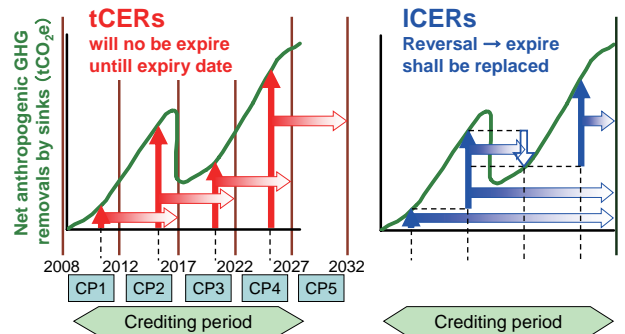 tCERs
will no be expire
untill expiry date
lCERs
Reversal → expire
shall be replaced
Net anthropogenic GHG
removals by sinks (tCO₂e)
2008 2012 2017 2022 2027 2032
CP1 CP2 CP3 CP4 CP5
Crediting period
Crediting period